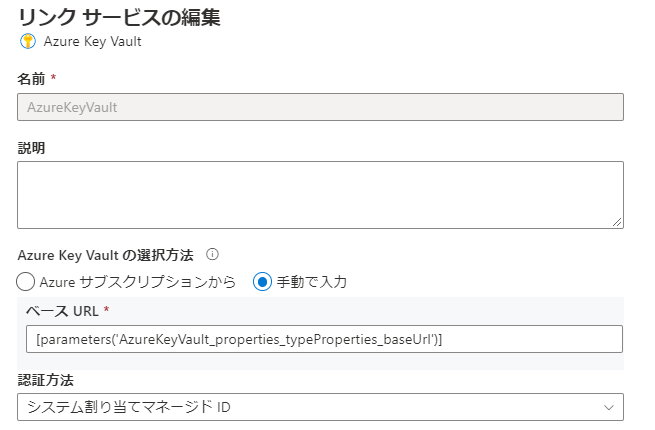 リンク サービスの編集
Azure Key Vault
名前 *
AzureKeyVault
説明
Azure Key Vault の選択方法
Azure サブスクリプションから 手動で入力
ベース URL *
[parameters('AzureKeyVault_properties_typeProperties_baseUrl')]
認証方法
システム割り当てマネージド ID